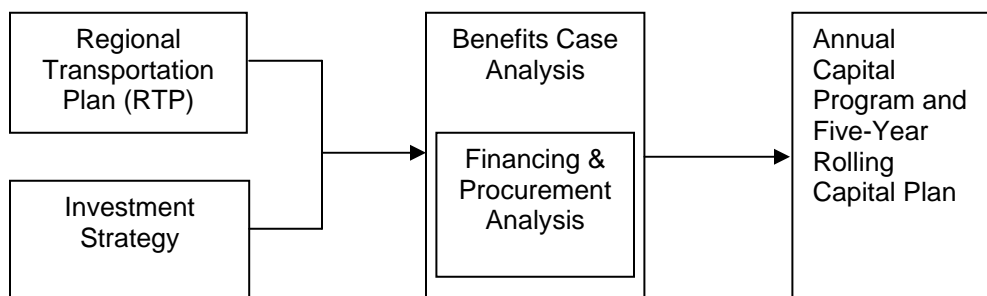 Regional
Transportation
Plan (RTP)
Investment
Strategy
Benefits Case
Analysis
Financing &
Procurement
Analysis
Annual
Capital
Program and
Five-Year
Rolling
Capital Plan